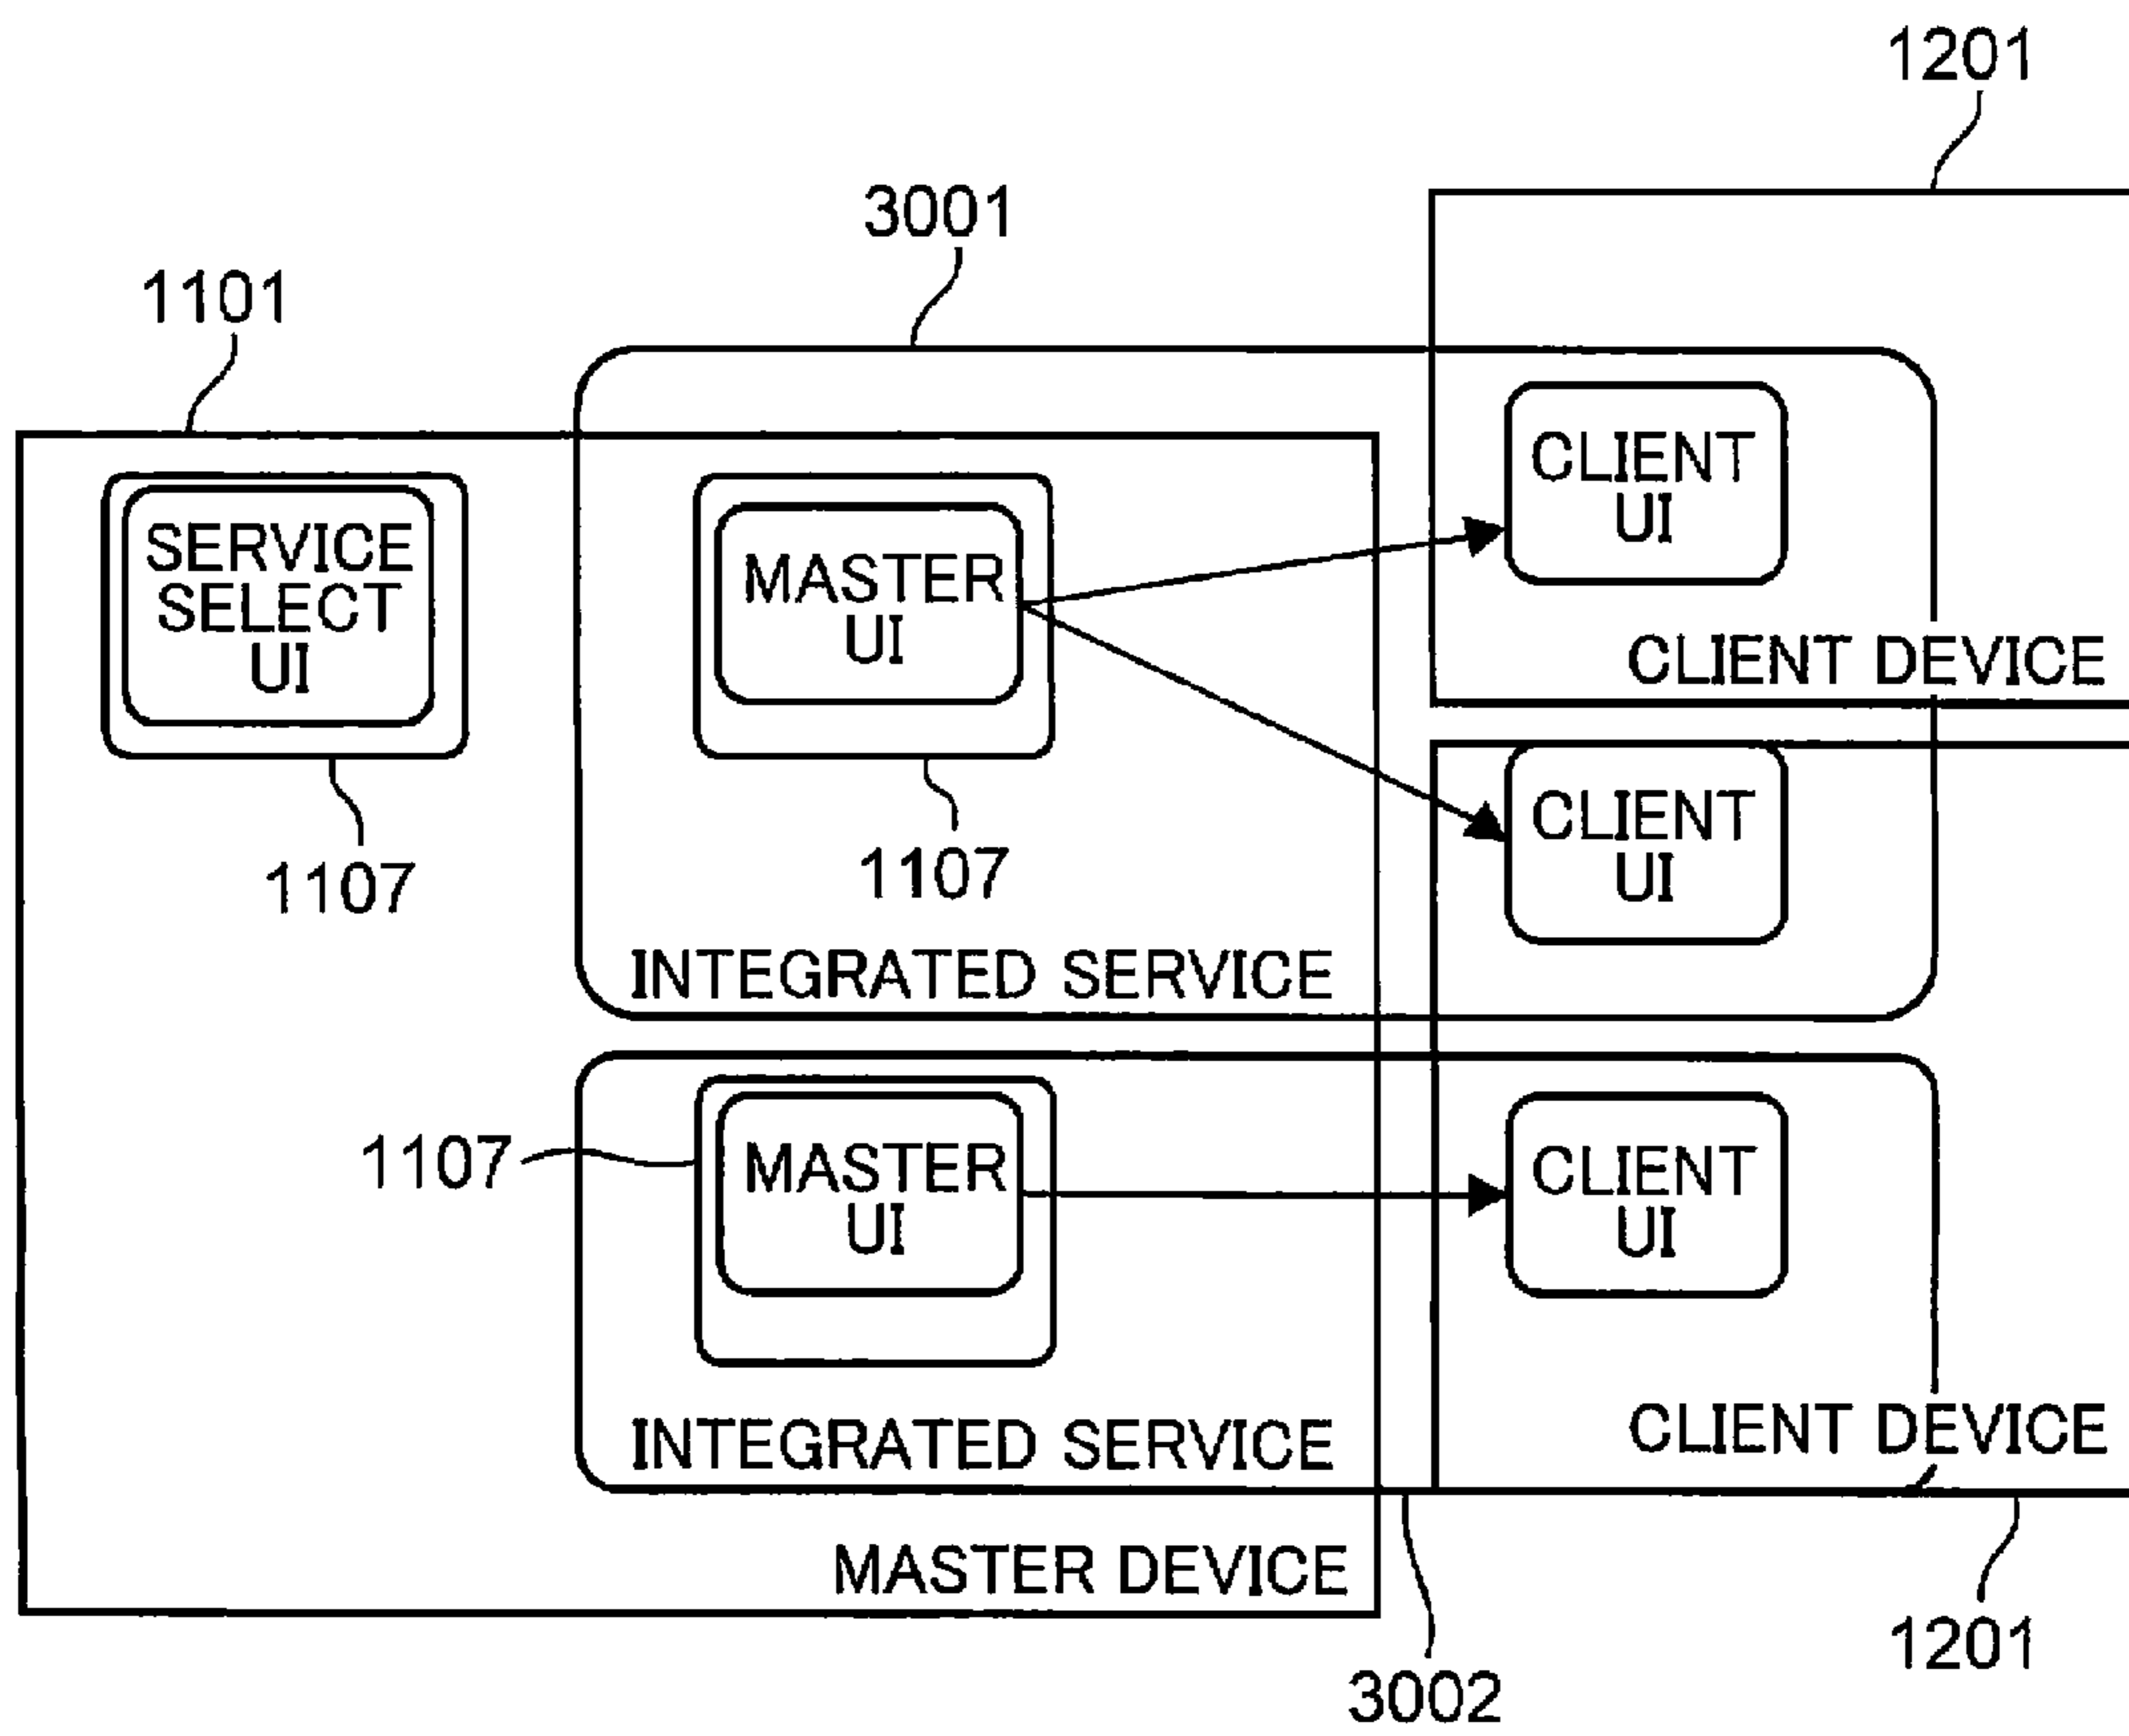 1201
3001
1101
CLIENT
UI
SERVICE
SELECT
UI
MASTER
UI
CLIENT DEVICE
CLIENT
UI
1107
1107
INTEGRATED SERVICE
1107
MASTER
UI
CLIENT
UI
INTEGRATED SERVICE
CLIENT DEVICE
MASTER DEVICE
1201
3002